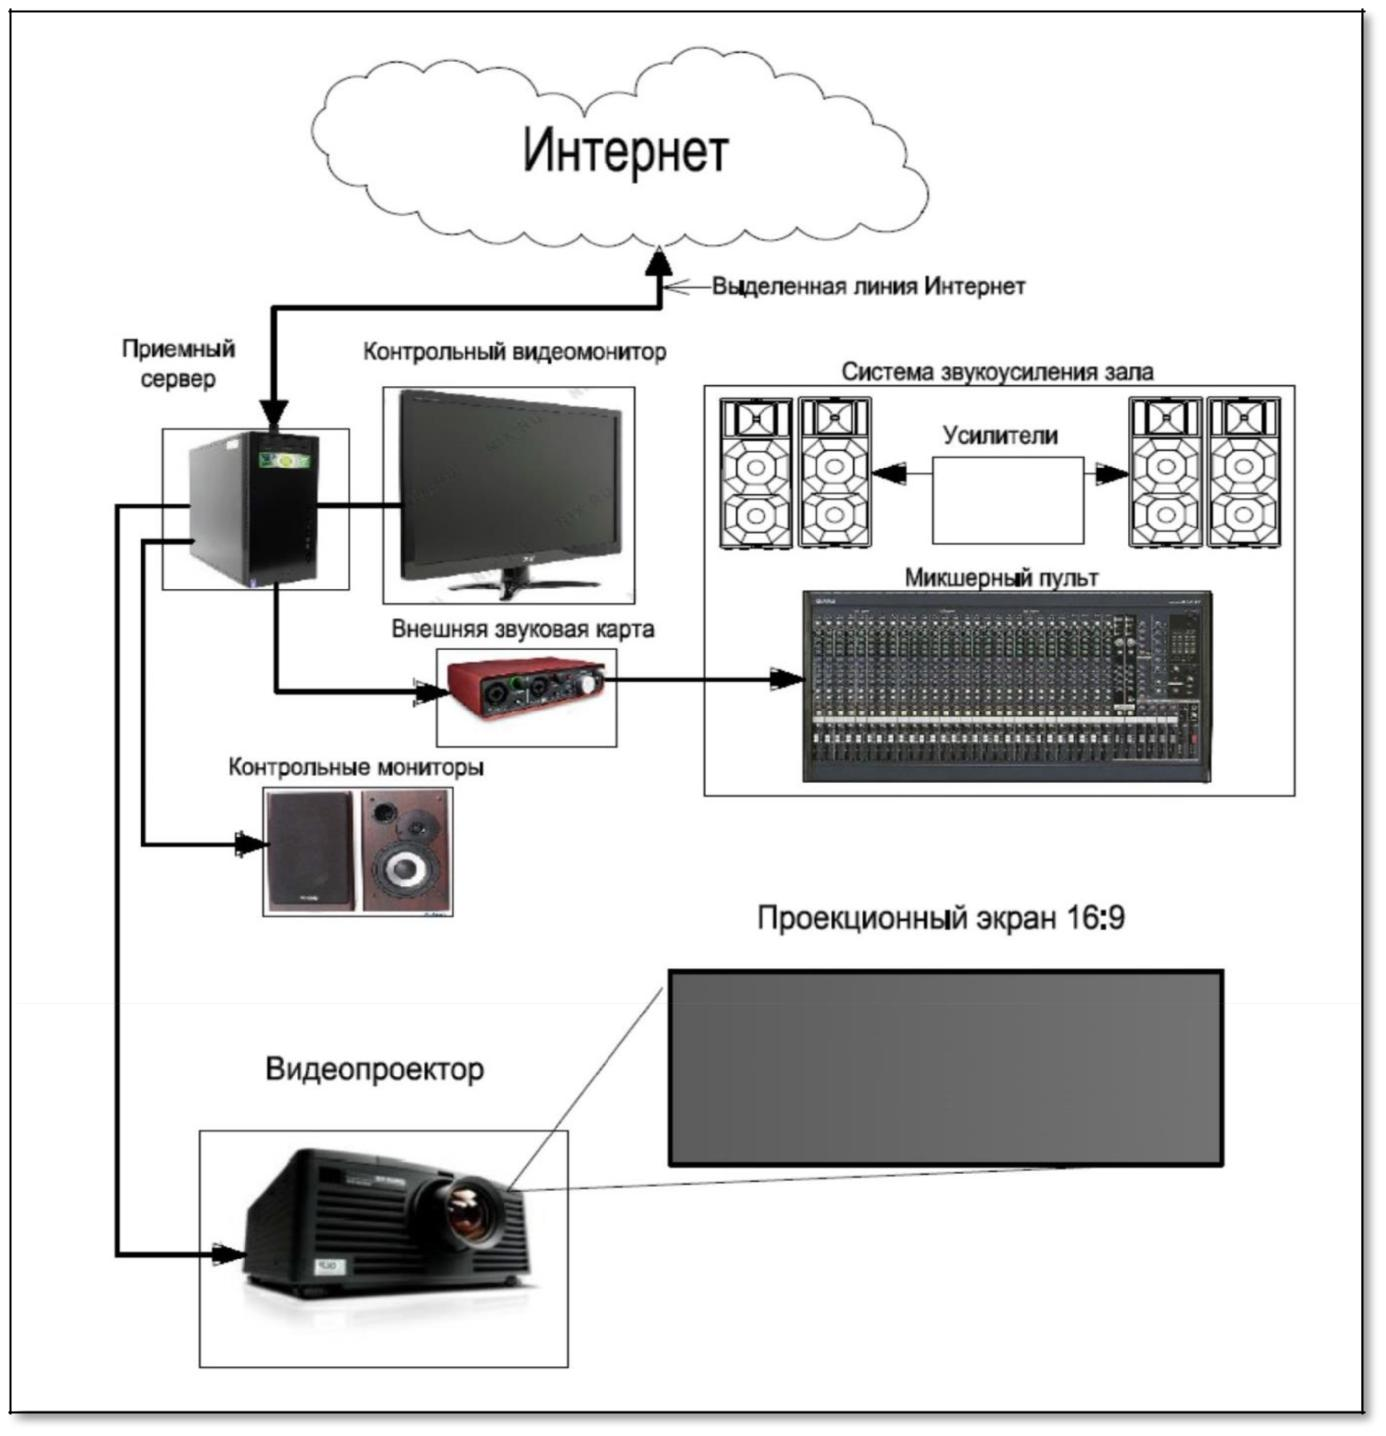 Интернет
Выделенная линия Интернет
Приемный
сервер
Контрольный видеомонитор
Система звукоусиления зала
Усилители
Микшерный пульт
Внешняя звуковая карта
Контрольные мониторы
Проекционный экран 16:9
Видеопроектор